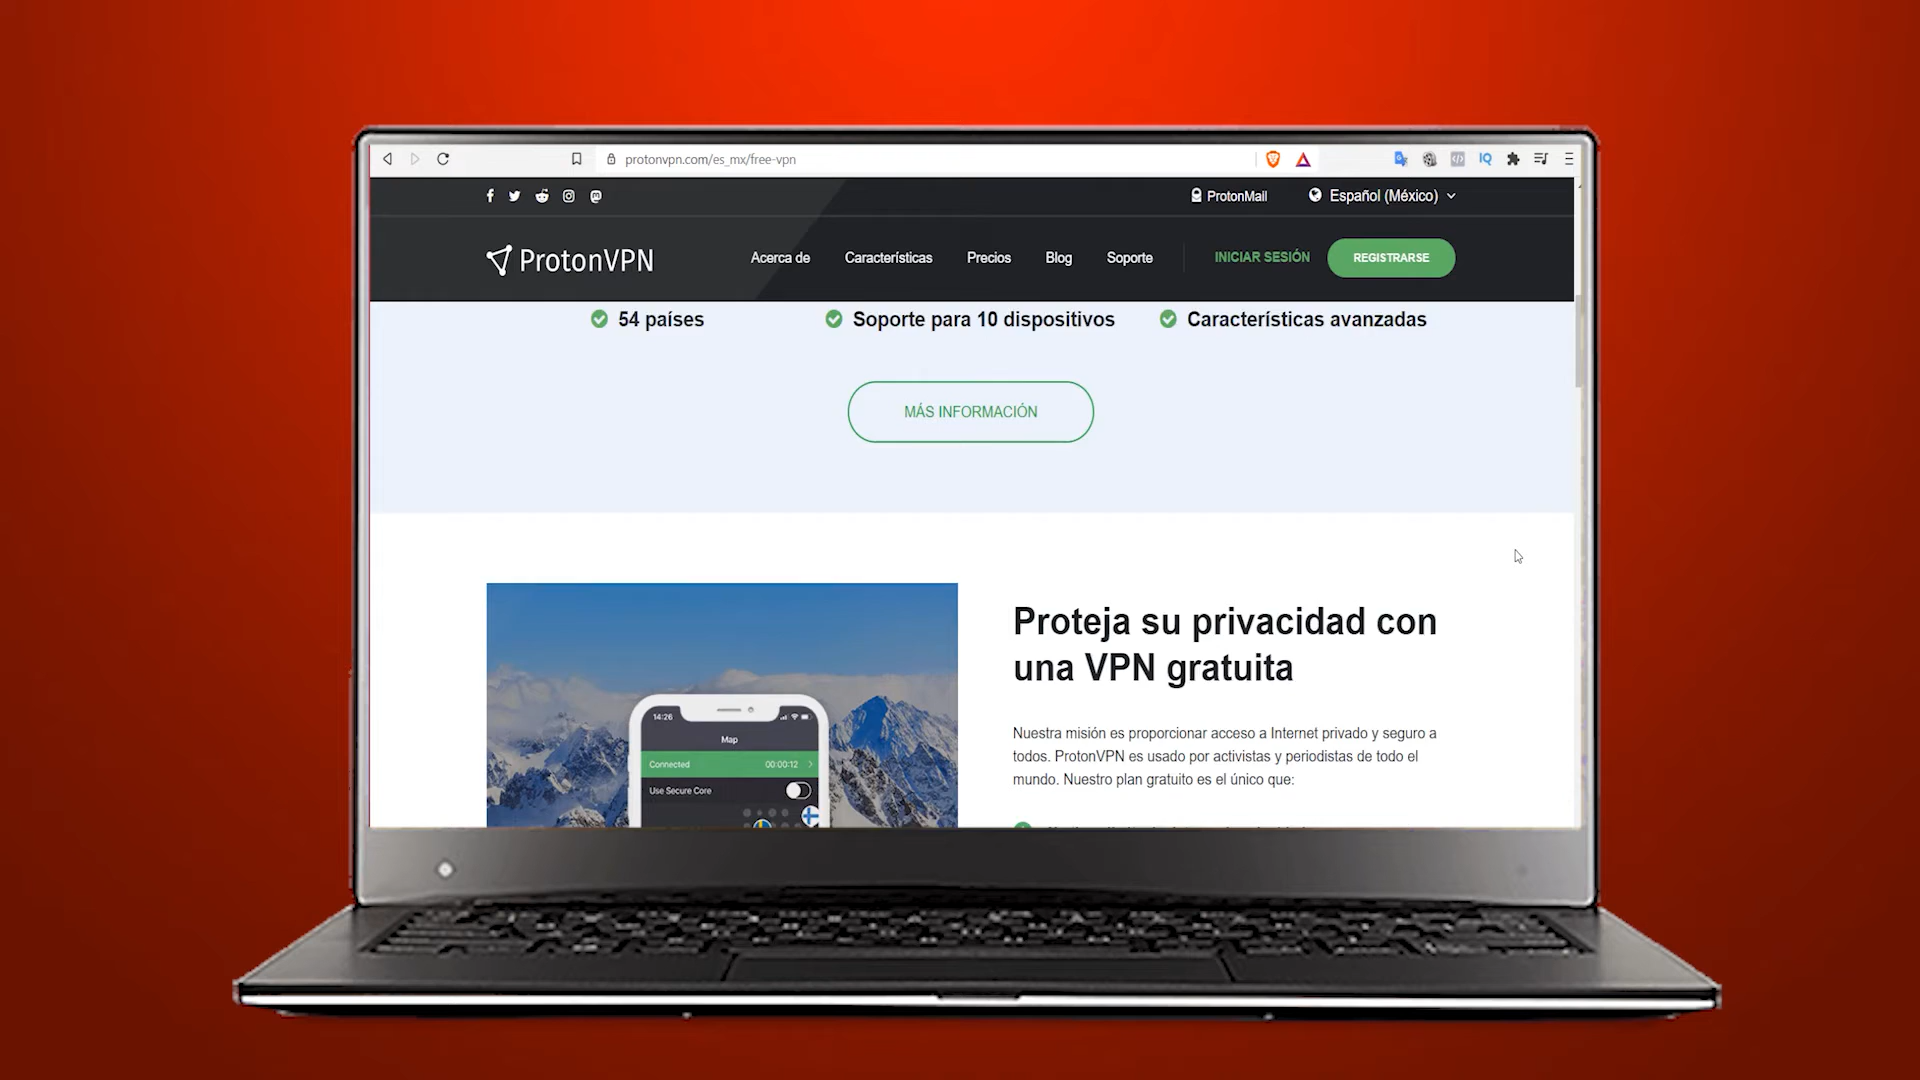 protonvpn.com/es_mx/free-vpn
IQ
ProtonMail
Español (México)
ProtonVPN
Acerca de
Características
Precios
Blog
Soporte
INICIAR SESIÓN
REGISTRARSE
54 países
Soporte para 10 dispositivos
Características avanzadas
MÁS INFORMACIÓN
Proteja su privacidad con
una VPN gratuita
Nuestra misión es proporcionar acceso a Internet privado y seguro a
todos. ProtonVPN es usado por activistas y periodistas de todo el
mundo. Nuestro plan gratuito es el único que:
14:26
Map
Connected 00:00:12
Use Secure Core